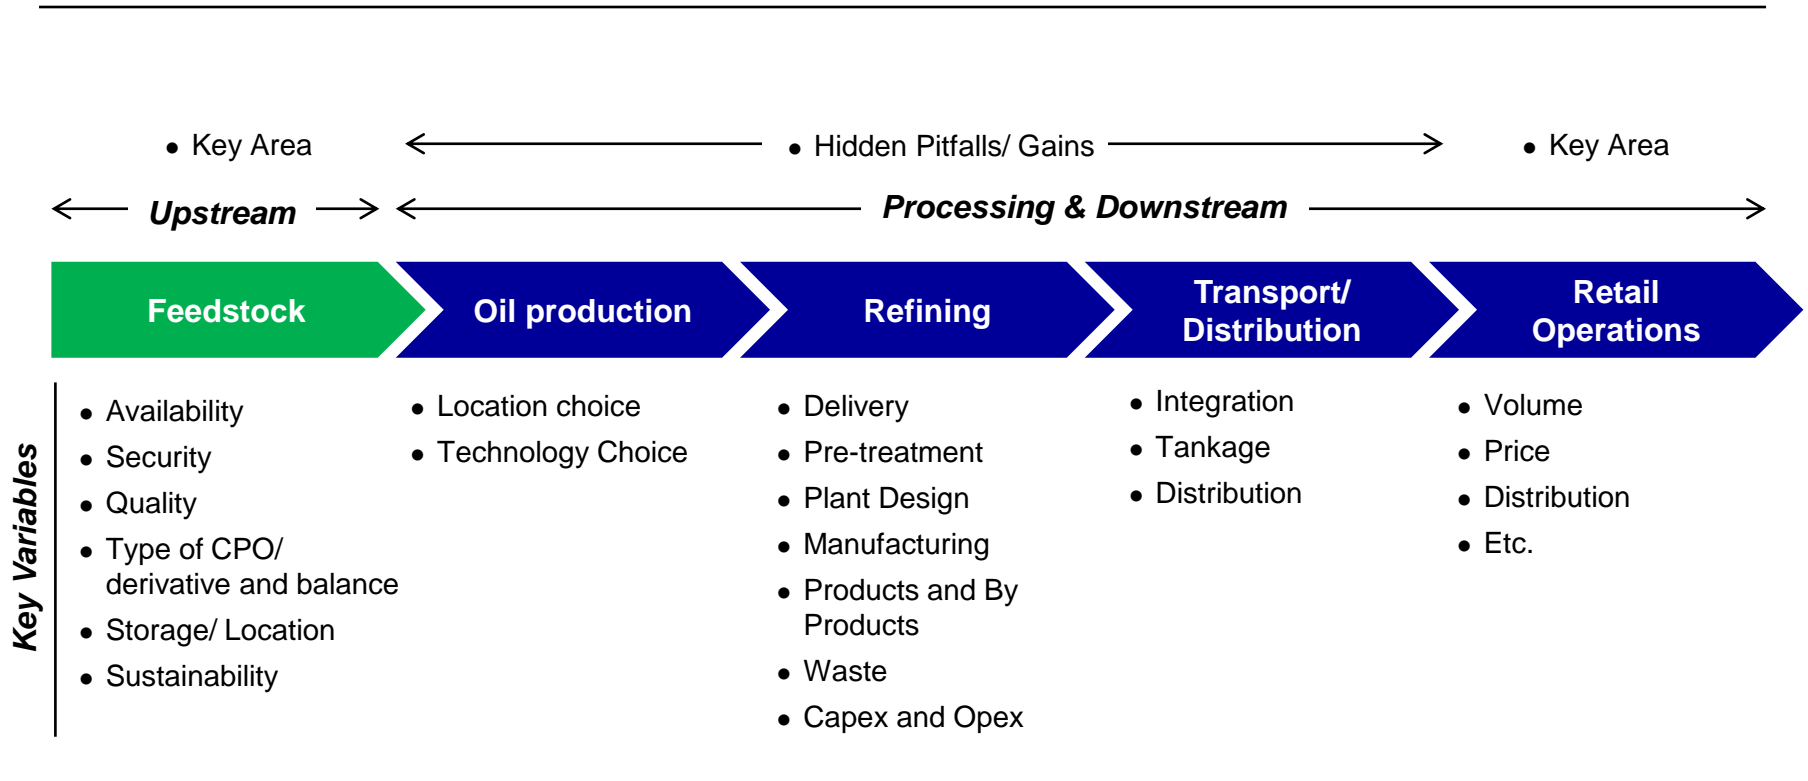 • Key Area
• Hidden Pitfalls/ Gains
• Key Area
Upstream
Processing & Downstream
Feedstock
Oil production
Refining
Transport/
Distribution
Retail
Operations
Key Variables
• Availability
• Security
• Quality
• Type of CPO/
derivative and balance
• Storage/ Location
• Sustainability
• Location choice
• Technology Choice
• Delivery
• Pre-treatment
• Plant Design
• Manufacturing
• Products and By
Products
• Waste
• Capex and Opex
• Integration
• Tankage
• Distribution
• Volume
• Price
• Distribution
• Etc.